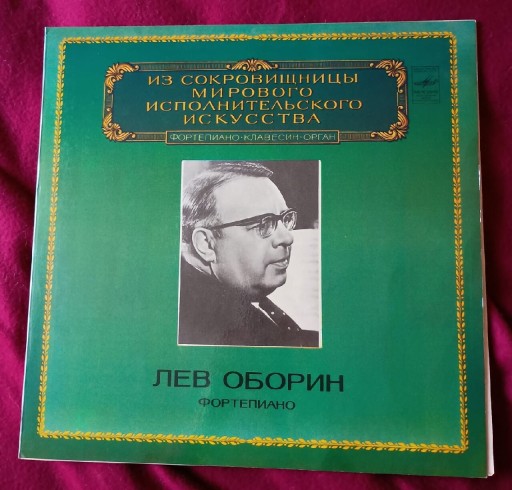 ИЗ СОКРОВИЩНИЦЫ
МИРОВОГО
ИСПОЛНИТЕЛЬСКОГО
ИСКУССТВА
ФОРТЕПИАНО·КЛАВЕСИН·ОРГАН
ЛЕВ ОБОРИН
ФОРТЕПИАНО